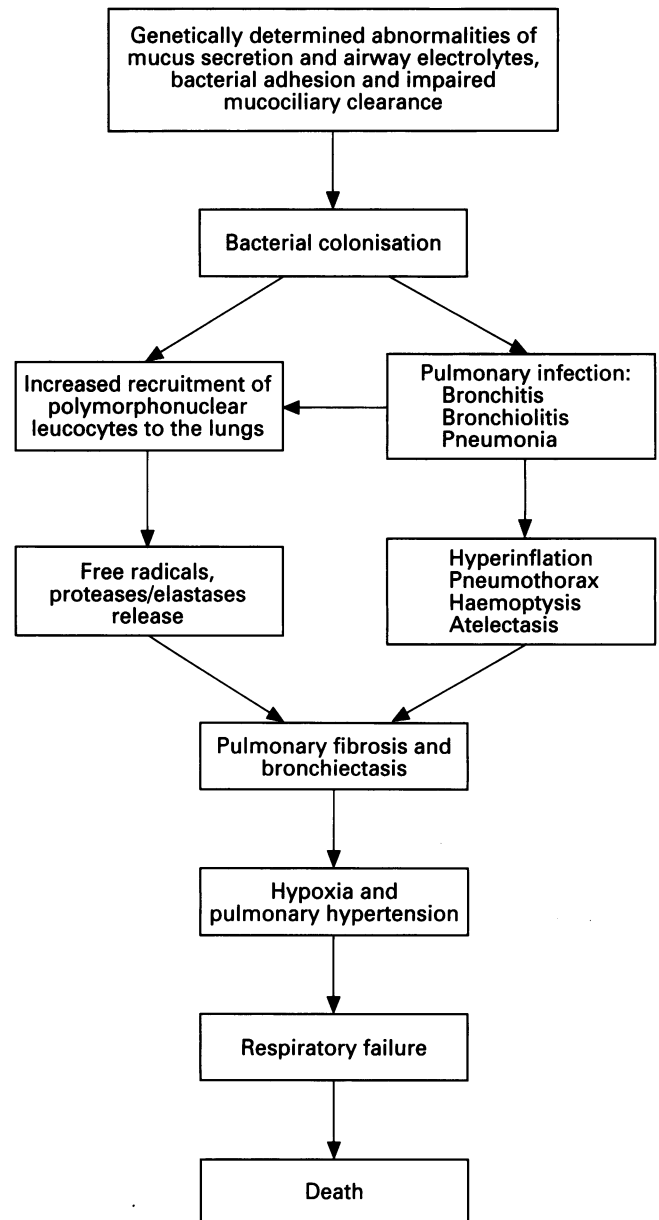 Genetically determined abnormalities of
mucus secretion and airway electrolytes,
bacterial adhesion and impaired
mucociliary clearance
Bacterial colonisation
Increased recruitment of
polymorphonuclear
leucocytes to the lungs
Pulmonary infection:
Bronchitis
Bronchiolitis
Pneumonia
Free radicals,
proteases/elastases
release
Hyperinflation
Pneumothorax
Haemoptysis
Atelectasis
Pulmonary fibrosis and
bronchiectasis
Hypoxia and
pulmonary hypertension
Respiratory failure
Death